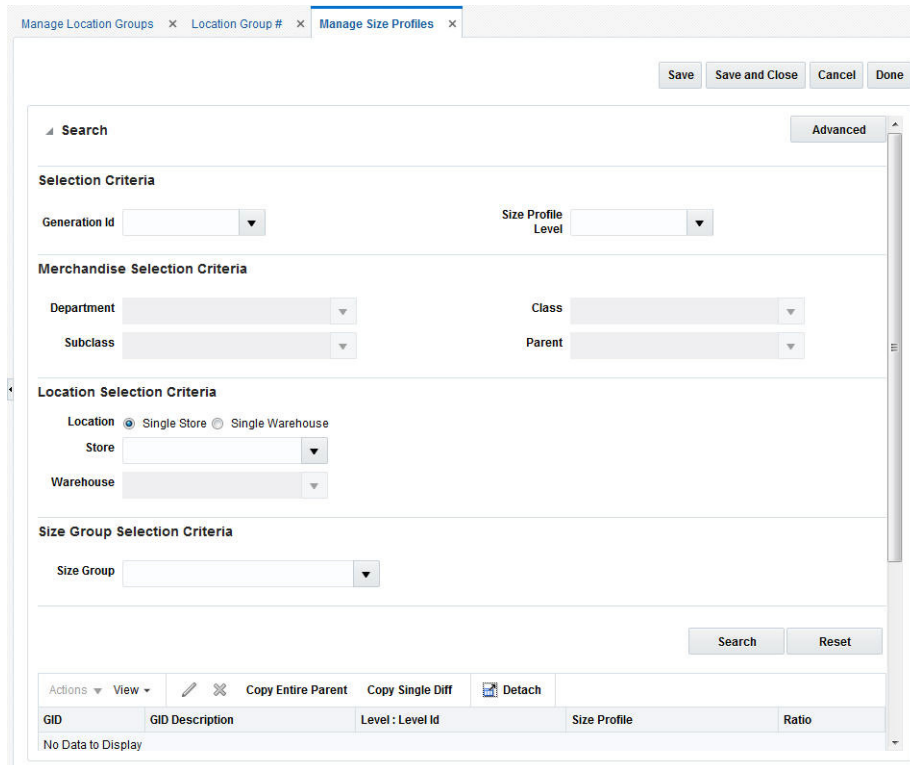 Manage Location Groups × Location Group # × Manage Size Profiles ×
Save Save and Close Cancel Done
Search Advanced
Selection Criteria
Generation Id Size Profile Level
Merchandise Selection Criteria
Department Class
Subclass Parent
Location Selection Criteria
Location Single Store Single Warehouse
Store
Warehouse
Size Group Selection Criteria
Size Group
Search Reset
Actions View Copy Entire Parent Copy Single Diff Detach
GID GID Description Level : Level Id Size Profile Ratio
No Data to Display